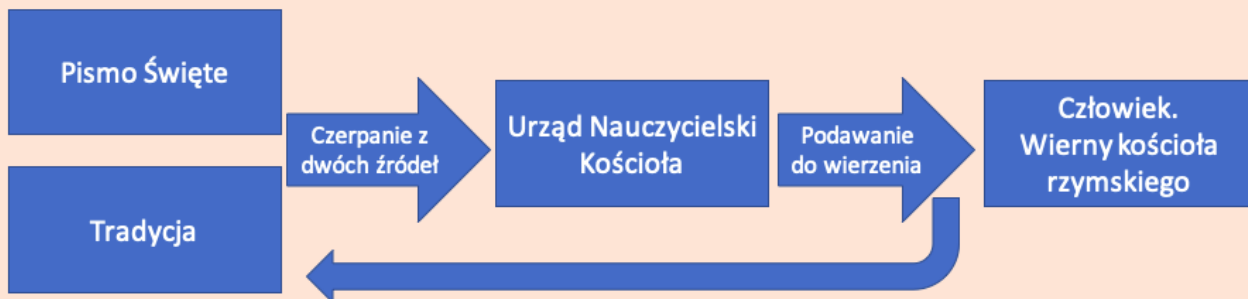 Pismo Święte
Tradycja
Czerpanie z
dwóch źródeł
Urząd Nauczycielski
Kościoła
Podawanie
do wierzenia
Człowiek.
Wierny kościoła
rzymskiego